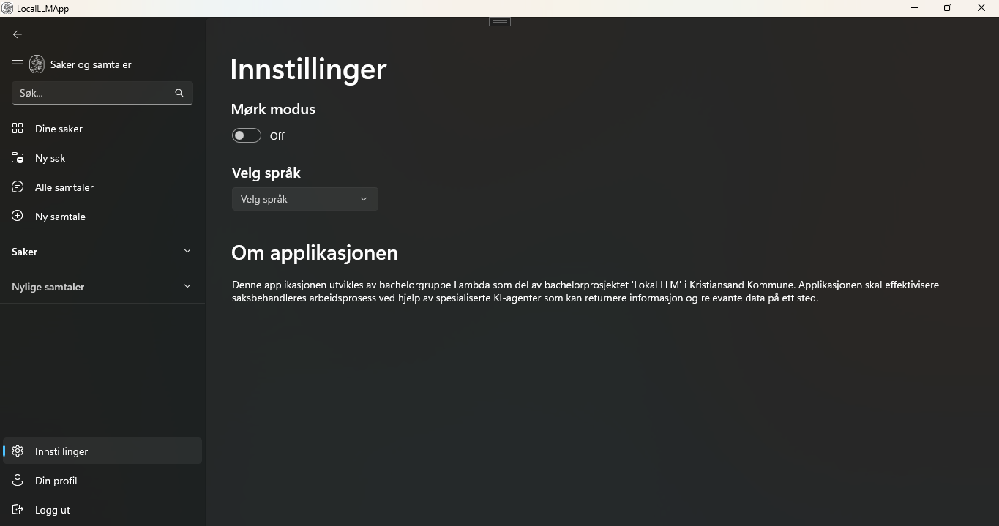 LocalLLMApp
Saker og samtaler
Søk...
Dine saker
Ny sak
Alle samtaler
Ny samtale
Saker
Nylige samtaler
Innstillinger
Din profil
Logg ut
Innstillinger
Mørk modus
Off
Velg språk
Velg språk
Om applikasjonen
Denne applikasjonen utvikles av bachelorgruppe Lambda som del av bachelorprosjektet 'Lokal LLM' i Kristiansand Kommune. Applikasjonen skal effektivisere
saksbehandleres arbeidsprosess ved hjelp av spesialiserte KI-agenter som kan returnere informasjon og relevante data på ett sted.